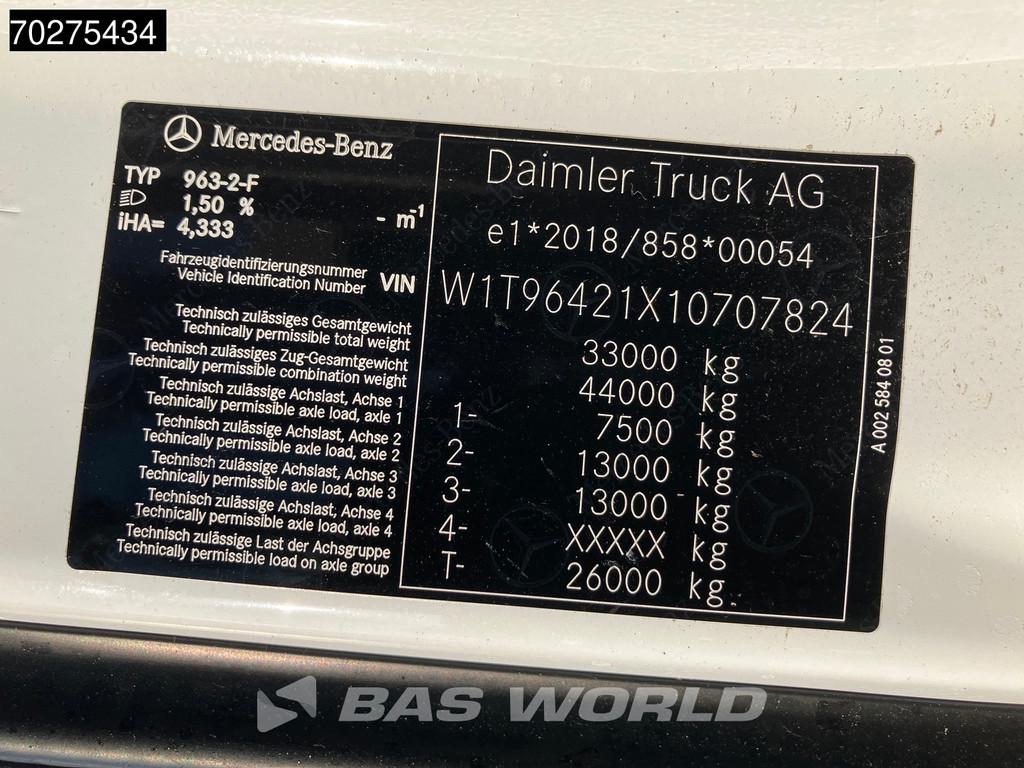 70275434
Mercedes-Benz
TYP 963-2-F
1,50 % - m-1
iHA= 4,333
Fahrzeugidentifizierungsnummer
Vehicle Identification Number VIN
Technisch zulässiges Gesamtgewicht
Technically permissible total weight
Technisch zulässiges Zug-Gesamtgewicht
Technically permissible combination weight
Technisch zulässige Achslast, Achse 1
Technically permissible axle load, axle 1
Technisch zulässige Achslast, Achse 2
Technically permissible axle load, axle 2
Technisch zulässige Achslast, Achse 3
Technically permissible axle load, axle 3
Technisch zulässige Achslast, Achse 4
Technically permissible axle load, axle 4
Technisch zulässige Last der Achsgruppe
Technically permissible load on axle group
Daimler Truck AG
e1*2018/858*00054
W1T96421X10707824
33000 kg
44000 kg
1- 7500 kg
2- 13000 kg
3- 13000 kg
4- XXXXX kg
T- 26000 kg
A 002 584 08 01
BAS WORLD